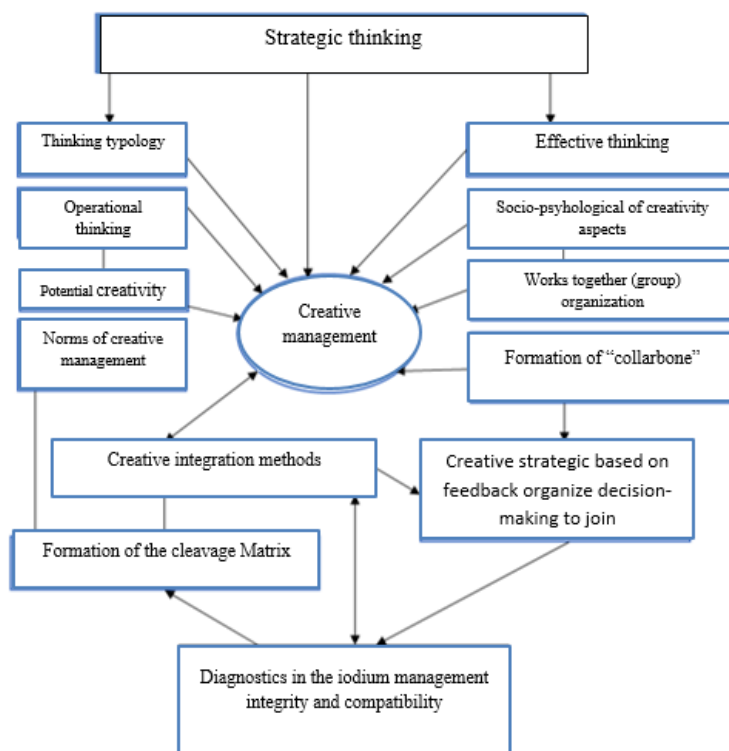 Strategic thinking
Thinking typology
Effective thinking
Operational
thinking
Socio-psyhological of creativity
aspects
Potential creativity
Works together (group)
organization
Creative
management
Norms of creative
management
Formation of “collarbone”
Creative integration methods
Creative strategic based on
feedback organize decision-
making to join
Formation of the cleavage Matrix
Diagnostics in the iodium management
integrity and compatibility